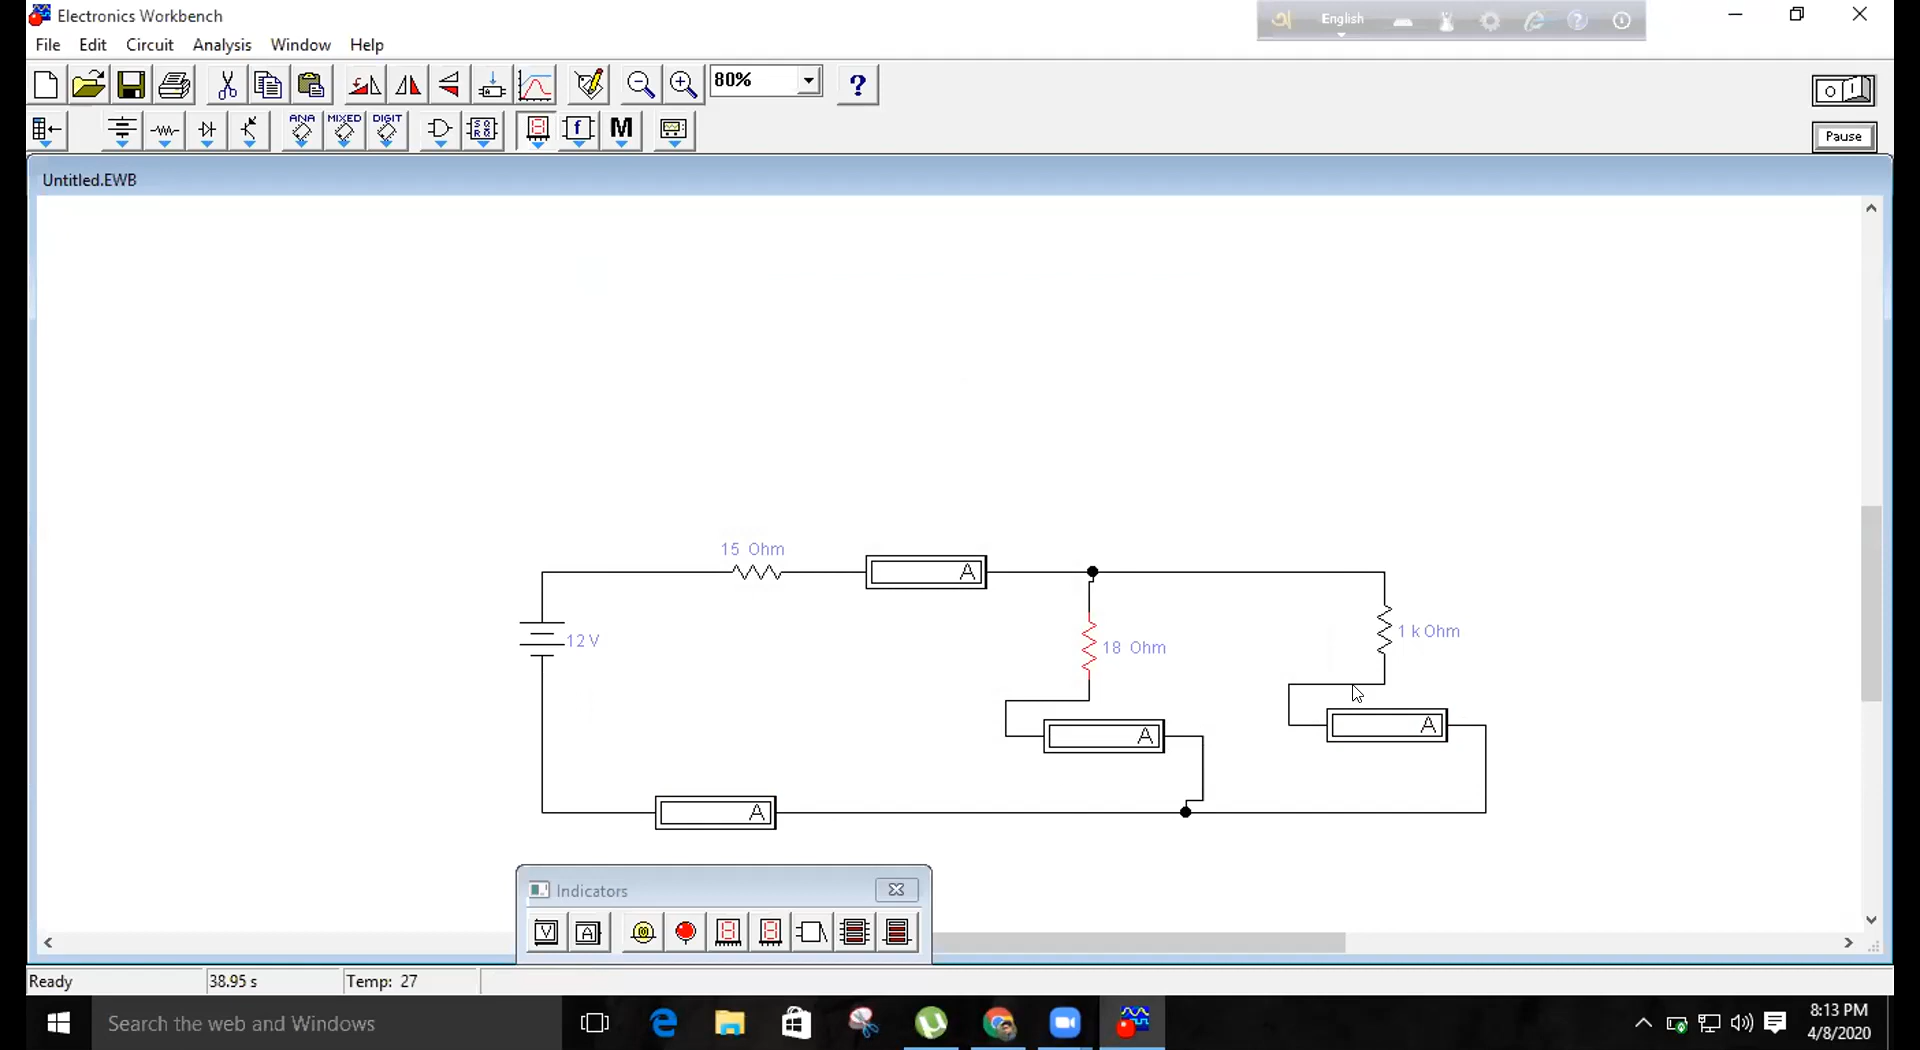 Electronics Workbench
অ English
File Edit Circuit Analysis Window Help
80%
?
ANA MIXED DIGIT
M
Pause
Untitled.EWB
15 Ohm
A
12 V
18 Ohm
1 k Ohm
A
A
A
Indicators
V A
Ready 38.95 s Temp: 27
Search the web and Windows
8:13 PM
4/8/2020